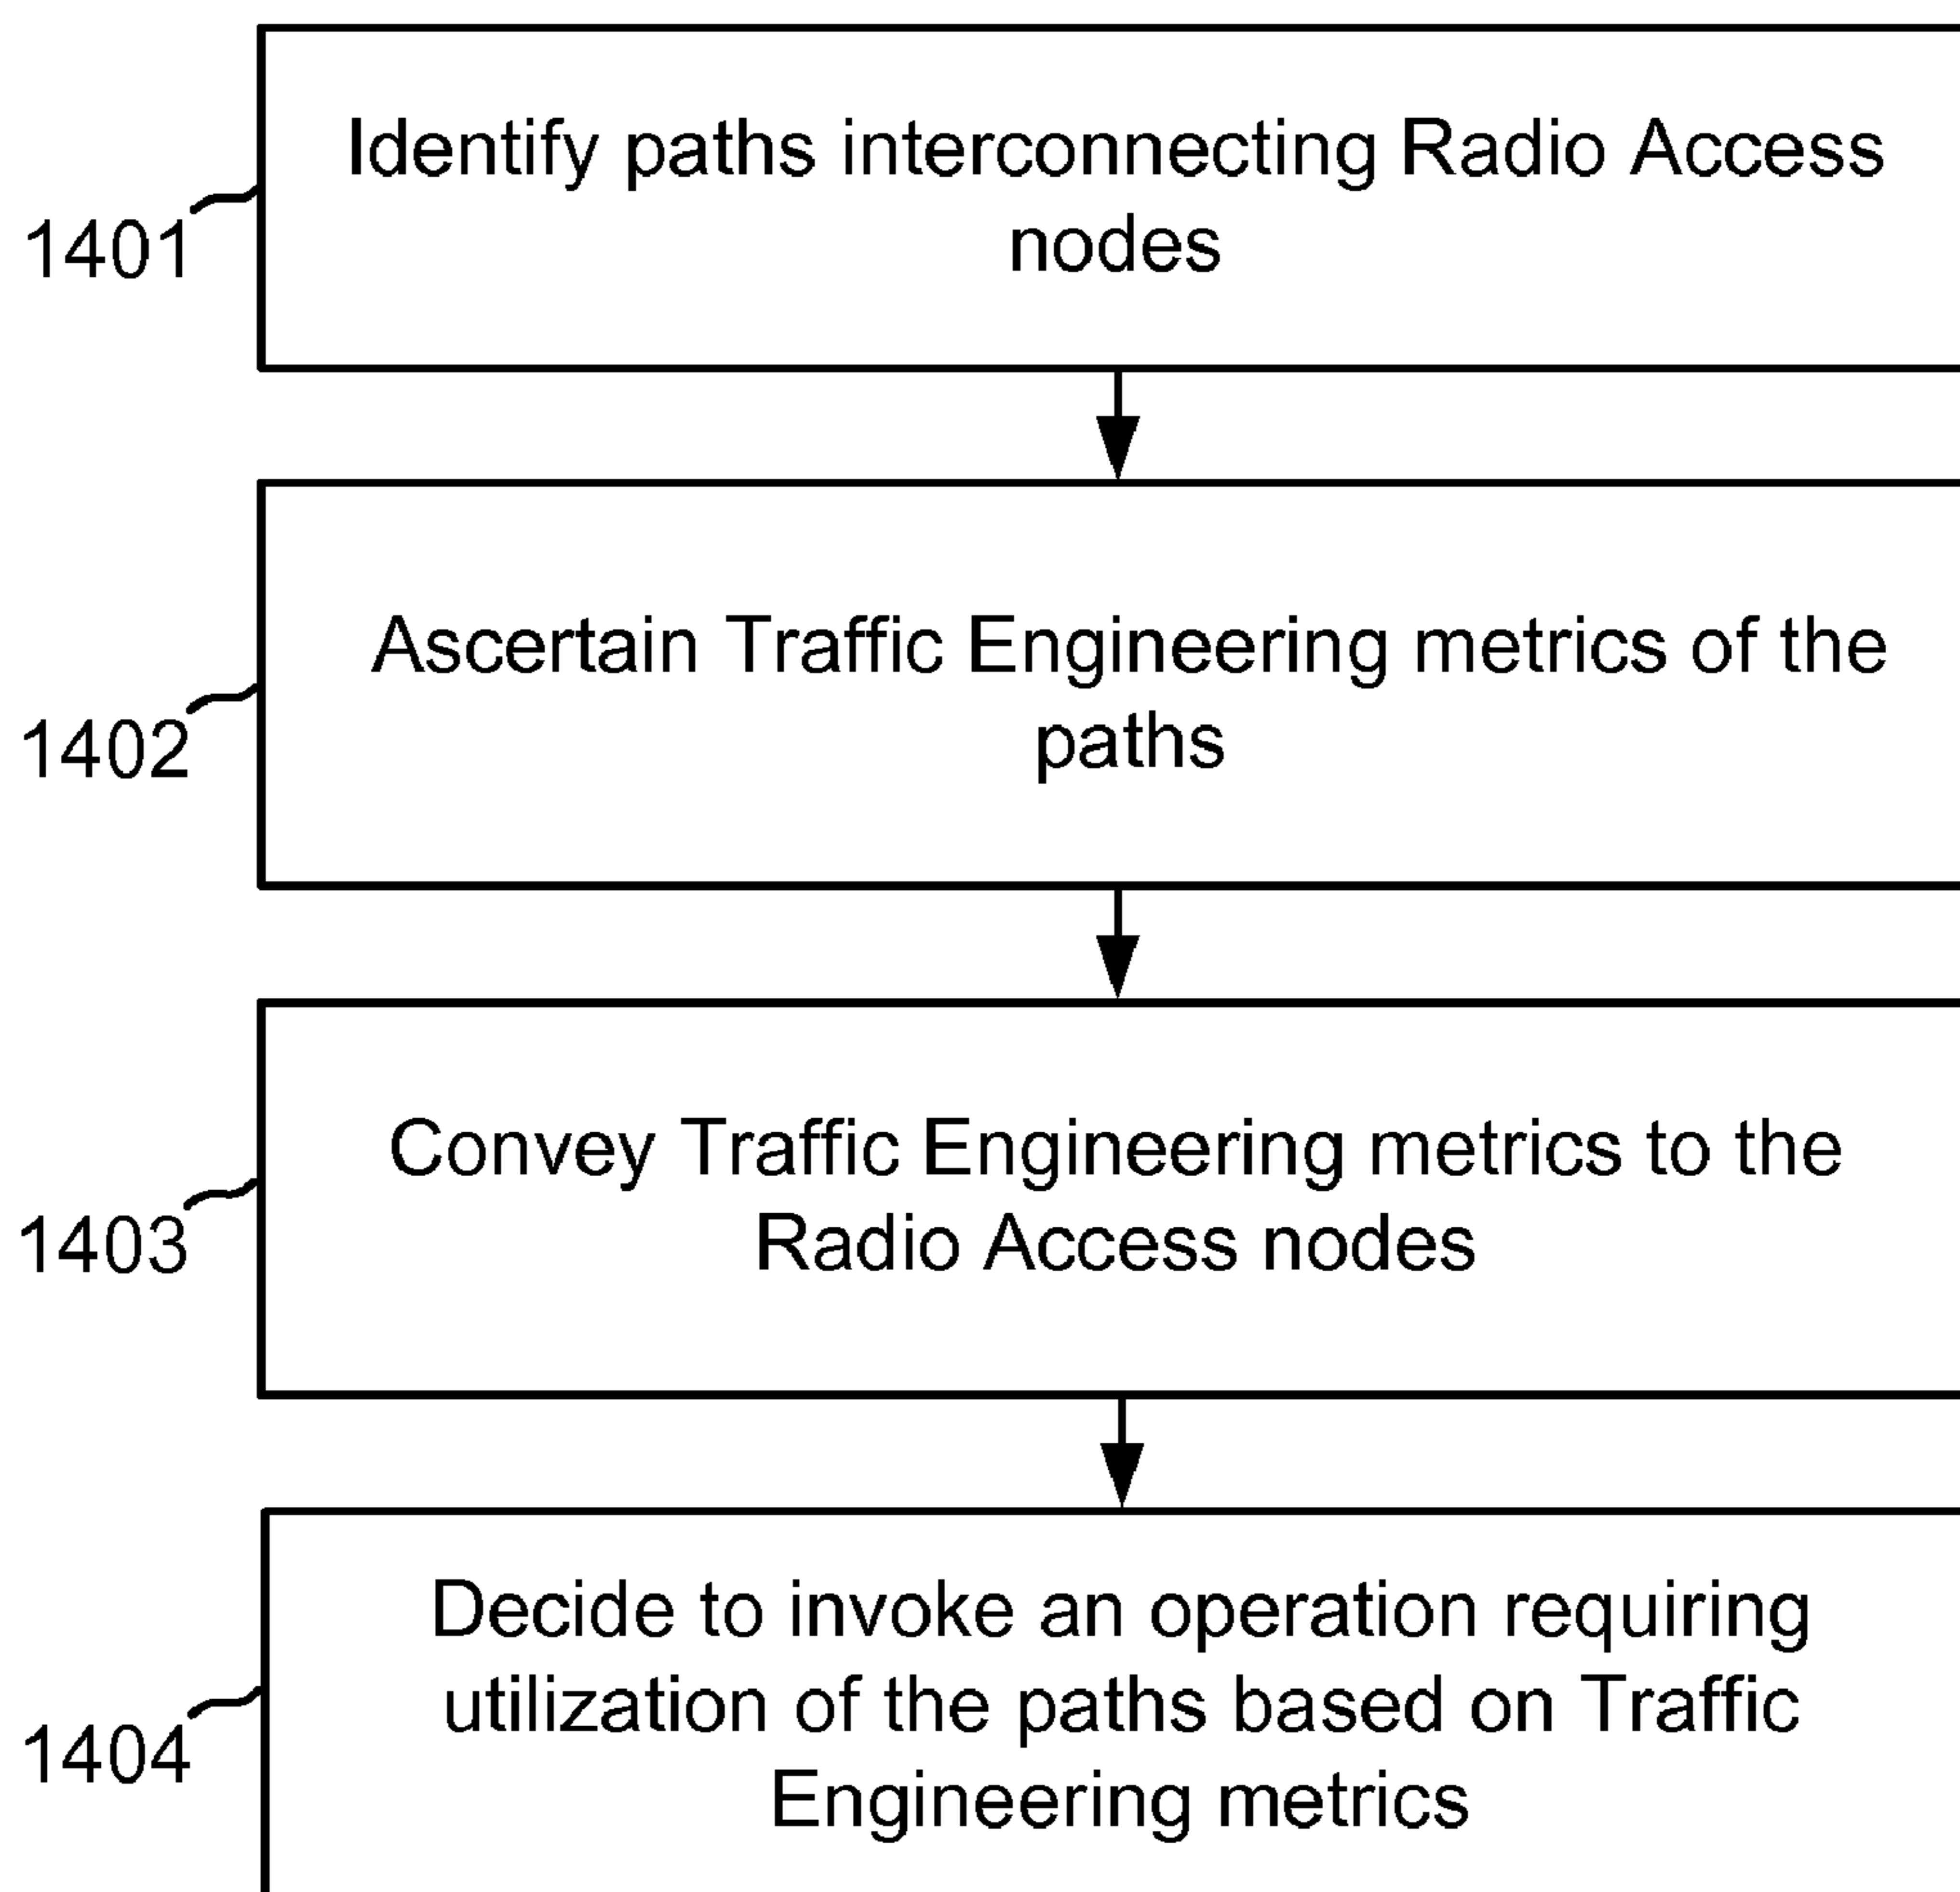 Identify paths interconnecting Radio Access
nodes
1401
Ascertain Traffic Engineering metrics of the
paths
1402
Convey Traffic Engineering metrics to the
Radio Access nodes
1403
Decide to invoke an operation requiring
utilization of the paths based on Traffic
Engineering metrics
1404